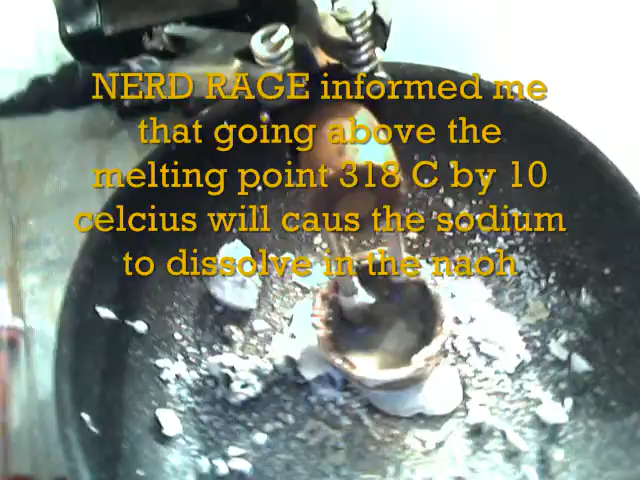 NERD RAGE informed me
that going above the
melting point 318 C by 10
celcius will caus the sodium
to dissolve in the naoh